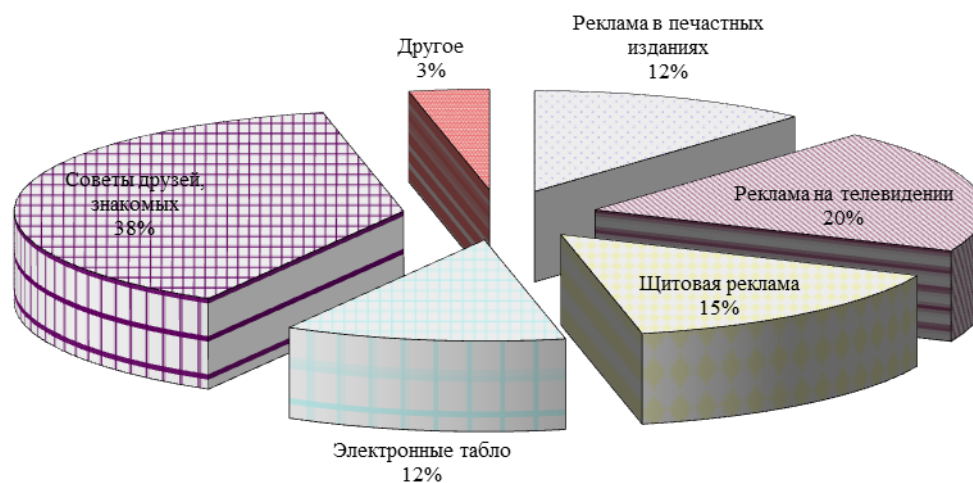 Реклама в печастных
изданиях
12%
Другое
3%
Советы друзей,
знакомых
38%
Реклама на телевидении
20%
Щитовая реклама
15%
Электронные табло
12%